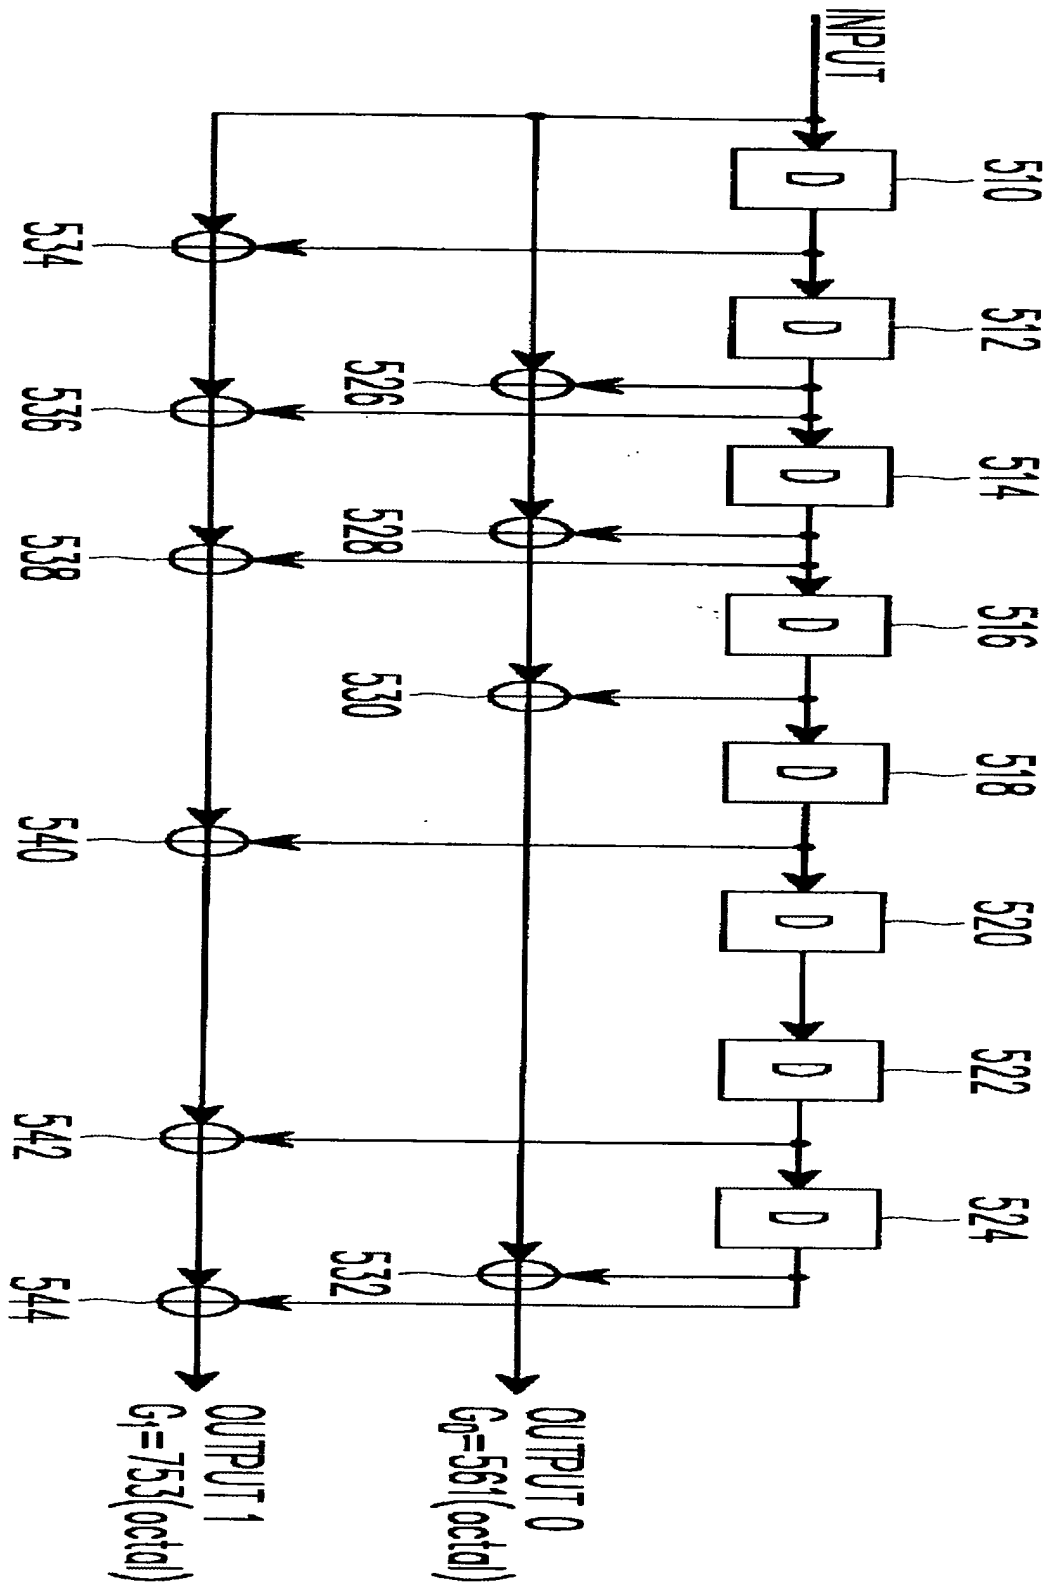 INPUT
510
512
514
516
518
520
522
524
D
D
D
D
D
D
D
D
526
528
530
532
534
536
538
540
542
544
OUTPUT 0
G0=561(octal)
OUTPUT 1
G1=753(octal)